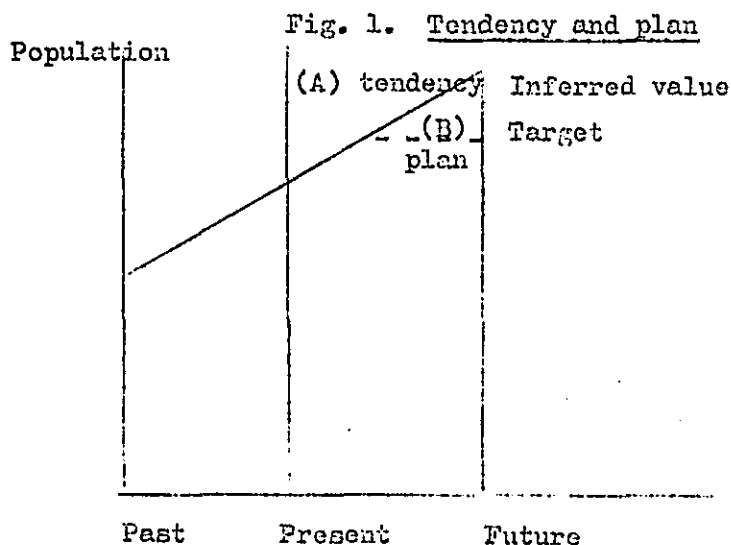 Fig. 1. Tendency and plan
Population
(A) tendency Inferred value
(B) Target
plan
Past Present Future